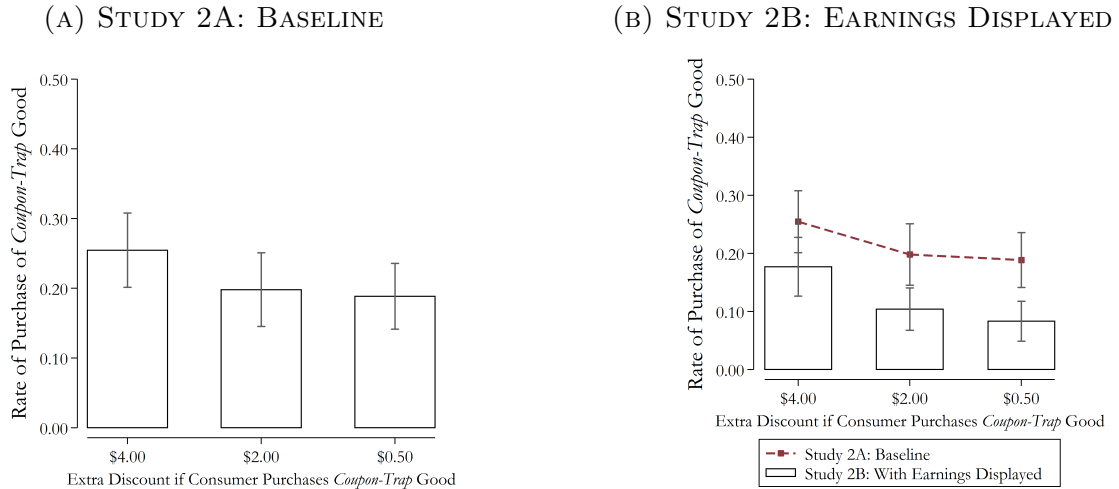 (A) STUDY 2A: BASELINE
Rate of Purchase of Coupon-Trap Good
0.50
0.40
0.30
0.20
0.10
0.00
$4.00 $2.00 $0.50
Extra Discount if Consumer Purchases Coupon-Trap Good
(B) STUDY 2B: EARNINGS DISPLAYED
Rate of Purchase of Coupon-Trap Good
0.50
0.40
0.30
0.20
0.10
0.00
$4.00 $2.00 $0.50
Extra Discount if Consumer Purchases Coupon-Trap Good
Study 2A: Baseline
Study 2B: With Earnings Displayed